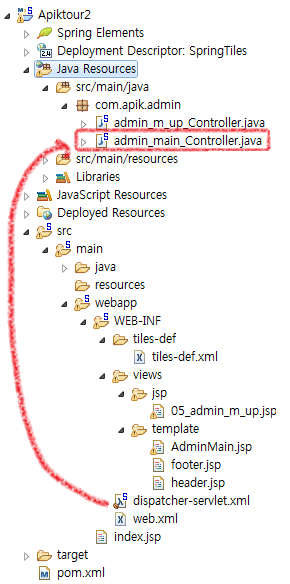 Apiktour2
Spring Elements
Deployment Descriptor: SpringTiles
Java Resources
src/main/java
com.apik.admin
admin_m_up_Controller.java
admin_main_Controller.java
src/main/resources
Libraries
JavaScript Resources
Deployed Resources
src
main
java
resources
webapp
WEB-INF
tiles-def
tiles-def.xml
views
jsp
05_admin_m_up.jsp
template
AdminMain.jsp
footer.jsp
header.jsp
dispatcher-servlet.xml
web.xml
index.jsp
target
pom.xml